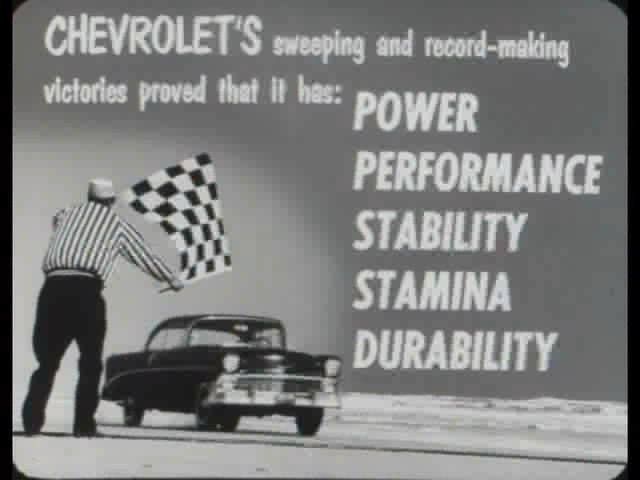 CHEVROLET'S sweeping and record-making
victories proved that it has:
POWER
PERFORMANCE
STABILITY
STAMINA
DURABILITY